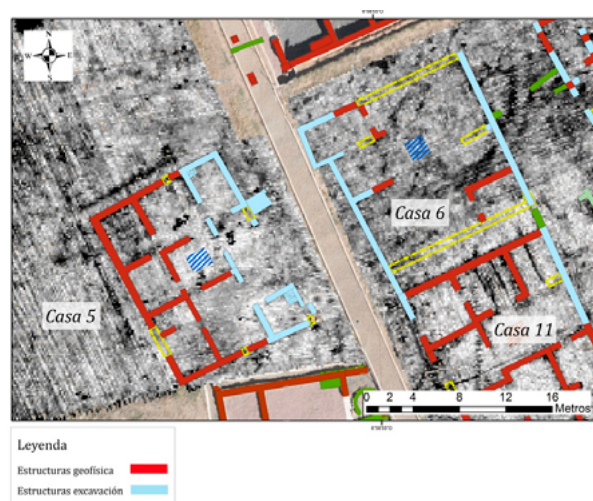 N
W E
S
Casa 6
Casa 5
Casa 11
0 2 4 8 12 16
Metros
Leyenda
Estructuras geofísica
Estructuras excavación